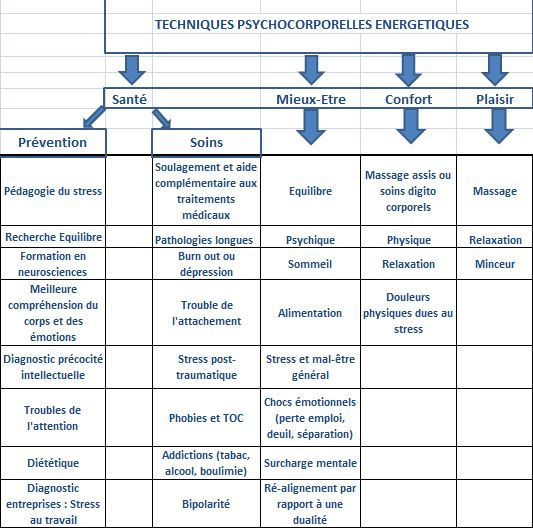 TECHNIQUES PSYCHOCORPORELLES ENERGETIQUES
Santé
Mieux-Etre
Confort
Plaisir
Prévention
Soins
Pédagogie du stress
Soulagement et aide
complémentaire aux
traitements
médicaux
Equilibre
Massage assis ou
soins digito
corporels
Massage
Recherche Equilibre
Pathologies longues
Psychique
Physique
Relaxation
Formation en
neurosciences
Burn out ou
dépression
Sommeil
Relaxation
Minceur
Meilleure
compréhension du
corps et des
émotions
Trouble de
l'attachement
Alimentation
Douleurs
physiques dues au
stress
Diagnostic précocité
intellectuelle
Stress post-
traumatique
Stress et mal-être
général
Troubles de
l'attention
Phobies et TOC
Chocs émotionnels
(perte emploi,
deuil, séparation)
Diététique
Addictions (tabac,
alcool, boulimie)
Surcharge mentale
Diagnostic
entreprises : Stress
au travail
Bipolarité
Ré-alignement par
rapport à une
dualité